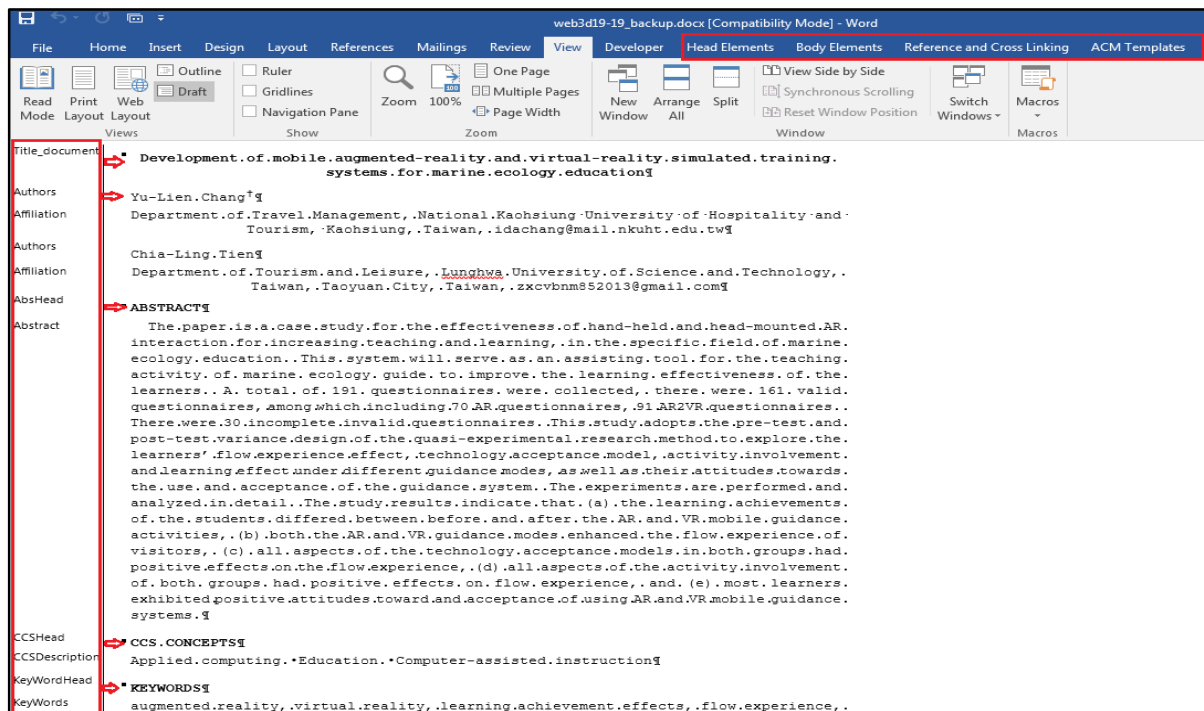 web3d19-19_backup.docx [Compatibility Mode] - Word
File Home Insert Design Layout References Mailings Review View Developer Head Elements Body Elements Reference and Cross Linking ACM Templates
Read Mode
Print Layout
Web Layout
Outline
Draft
Views
Ruler
Gridlines
Navigation Pane
Show
Zoom
100%
One Page
Multiple Pages
Page Width
Zoom
New Window
Arrange All
Split
View Side by Side
Synchronous Scrolling
Reset Window Position
Window
Switch Windows
Macros
Macros
Title_document
Development of mobile augmented-reality and virtual-reality simulated training
systems for marine ecology education¶
Authors
Yu-Lien Chang†¶
Affiliation
Department of Travel Management, National Kaohsiung University of Hospitality and
Tourism, Kaohsiung, Taiwan, idachang@mail.nkuht.edu.tw¶
Authors
Chia-Ling Tien¶
Affiliation
Department of Tourism and Leisure, Lunghwa University of Science and Technology,
Taiwan, Taoyuan City, Taiwan, zxcvbnm852013@gmail.com¶
AbsHead
ABSTRACT¶
Abstract
The paper is a case study for the effectiveness of hand-held and head-mounted AR
interaction for increasing teaching and learning, in the specific field of marine
ecology education. This system will serve as an assisting tool for the teaching
activity of marine ecology guide to improve the learning effectiveness of the
learners. A total of 191 questionnaires were collected, there were 161 valid
questionnaires, among which including 70 AR questionnaires, 91 AR2VR questionnaires.
There were 30 incomplete invalid questionnaires. This study adopts the pre-test and
post-test variance design of the quasi-experimental research method to explore the
learners' flow experience effect, technology acceptance model, activity involvement
and learning effect under different guidance modes, as well as their attitudes towards
the use and acceptance of the guidance system. The experiments are performed and
analyzed in detail. The study results indicate that (a) the learning achievements
of the students differed between before and after the AR and VR mobile guidance
activities, (b) both the AR and VR guidance modes enhanced the flow experience of
visitors, (c) all aspects of the technology acceptance models in both groups had
positive effects on the flow experience, (d) all aspects of the activity involvement
of both groups had positive effects on flow experience, and (e) most learners
exhibited positive attitudes toward and acceptance of using AR and VR mobile guidance
systems.¶
CCSHead
CCS CONCEPTS¶
CCSDescription
Applied computing •Education •Computer-assisted instruction¶
KeyWordHead
KEYWORDS¶
KeyWords
augmented reality, virtual reality, learning achievement effects, flow experience,